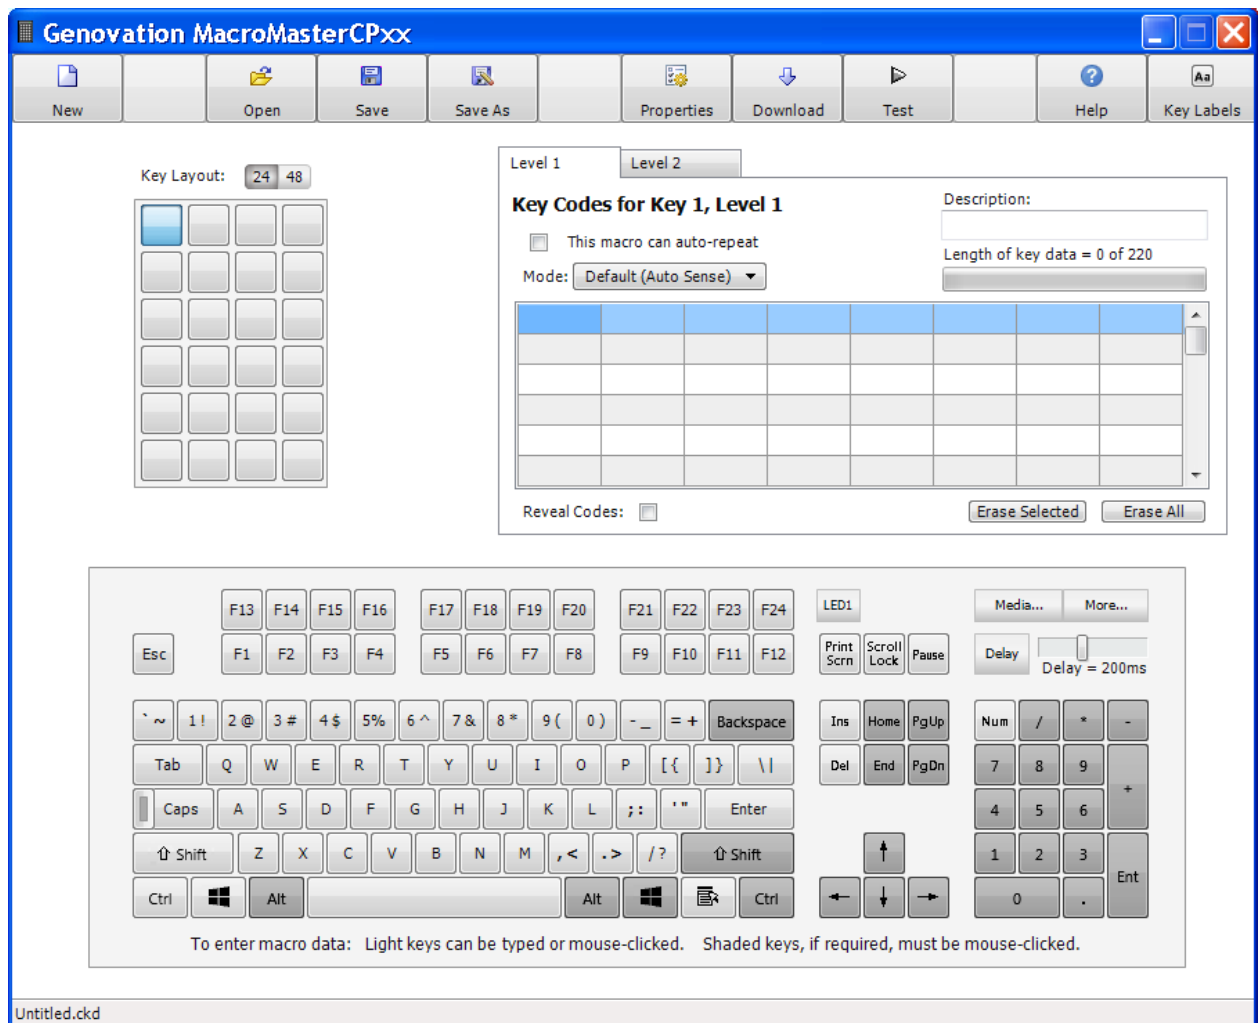 Genovation MacroMasterCPxx
New Open Save Save As Properties Download Test Help Aa Key Labels
Key Layout: 24 48
Level 1 Level 2
Key Codes for Key 1, Level 1
Description:
This macro can auto-repeat
Length of key data = 0 of 220
Mode: Default (Auto Sense)
Reveal Codes: Erase Selected Erase All
F13 F14 F15 F16 F17 F18 F19 F20 F21 F22 F23 F24 LED1 Media... More...
Esc F1 F2 F3 F4 F5 F6 F7 F8 F9 F10 F11 F12 Print Scrn Scroll Lock Pause Delay
Delay = 200ms
` ~ 1 ! 2 @ 3 # 4 $ 5% 6 ^ 7 & 8 * 9 ( 0 ) - _ = + Backspace Ins Home PgUp Num / * -
Tab Q W E R T Y U I O P [ { ] } \ | Del End PgDn 7 8 9 +
Caps A S D F G H J K L ; : ' " Enter 4 5 6
⇧ Shift Z X C V B N M , < . > / ? ⇧ Shift ↑ 1 2 3 Ent
Ctrl Alt Alt Ctrl ← ↓ → 0 .
To enter macro data: Light keys can be typed or mouse-clicked. Shaded keys, if required, must be mouse-clicked.
Untitled.ckd